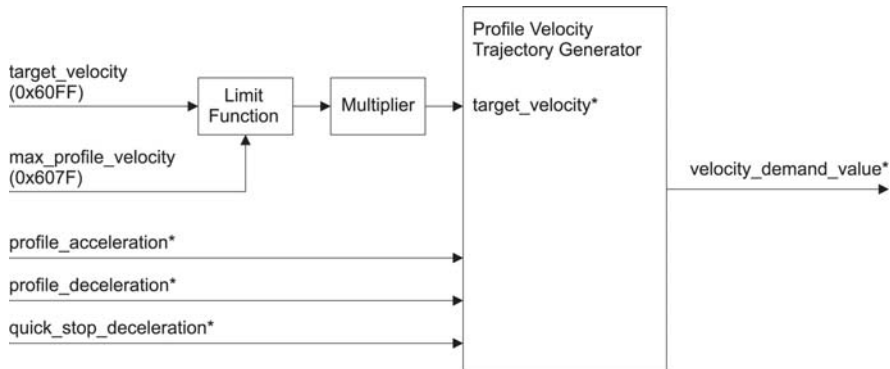 Profile Velocity
Trajectory Generator
target_velocity
(0x60FF)
Limit
Function
Multiplier
target_velocity*
max_profile_velocity
(0x607F)
velocity_demand_value*
profile_acceleration*
profile_deceleration*
quick_stop_deceleration*